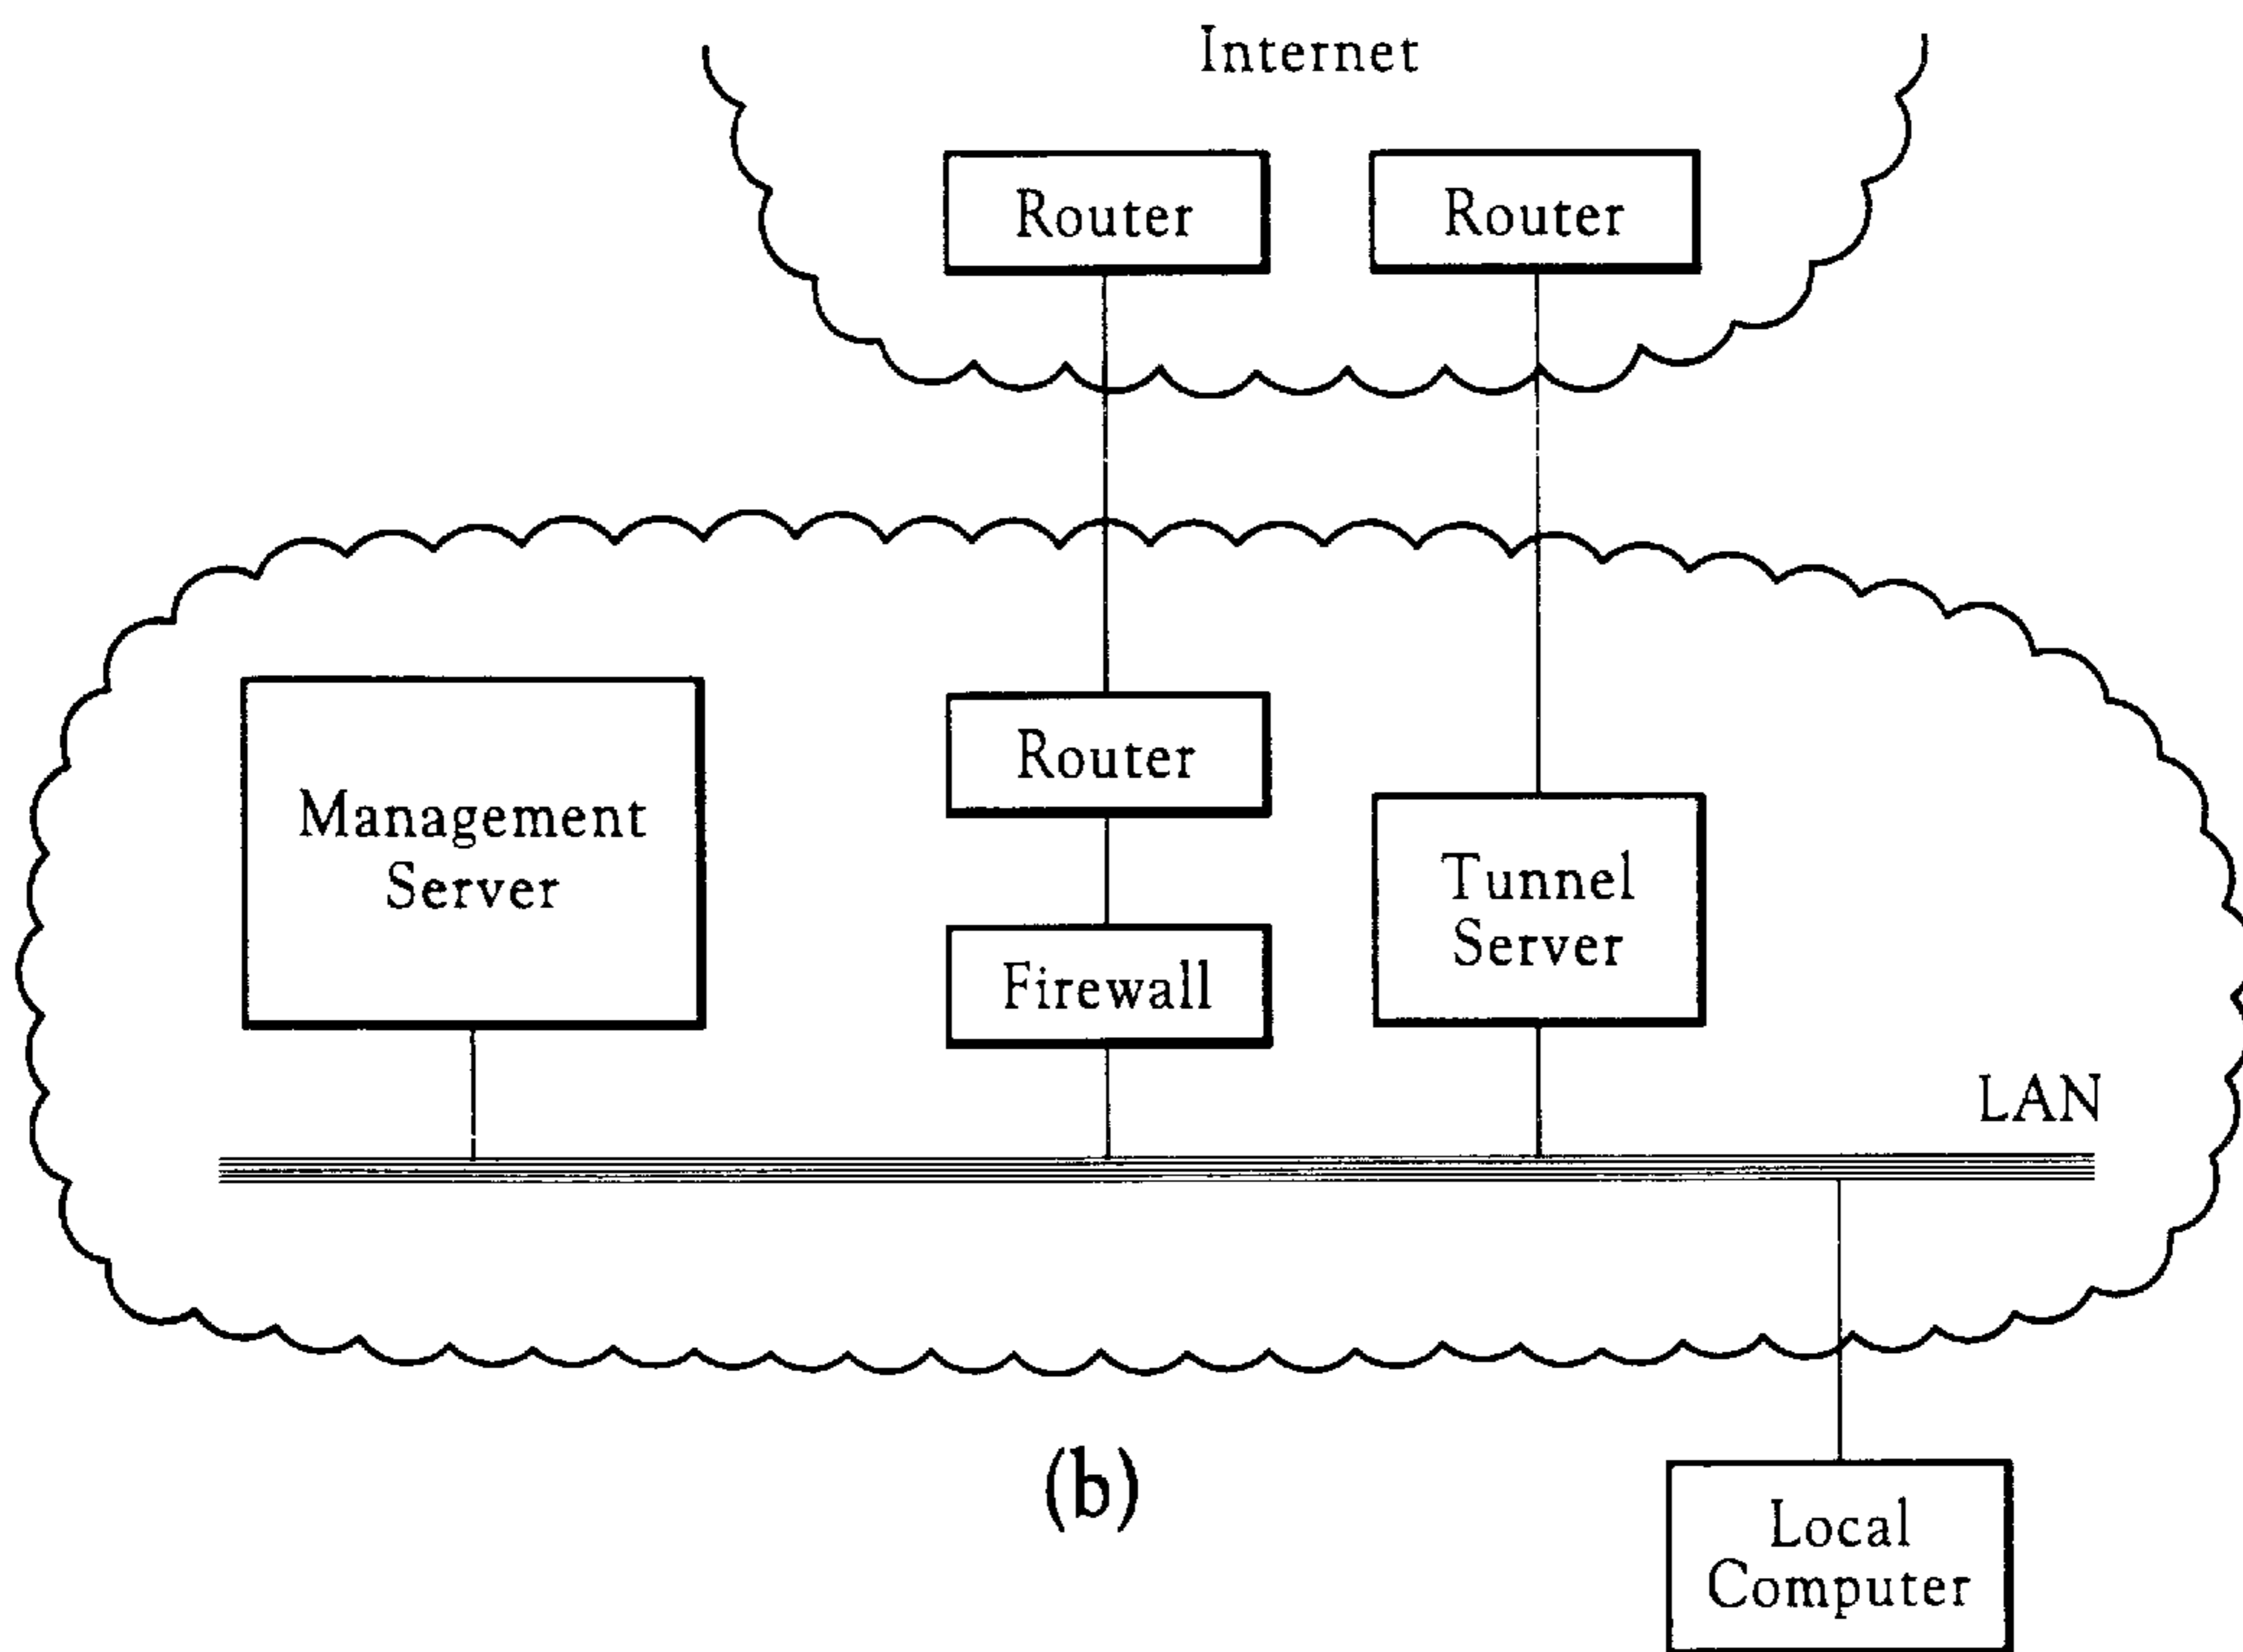 Internet
Router
Router
Router
Management
Server
Tunnel
Server
Firewall
LAN
(b)
Local
Computer